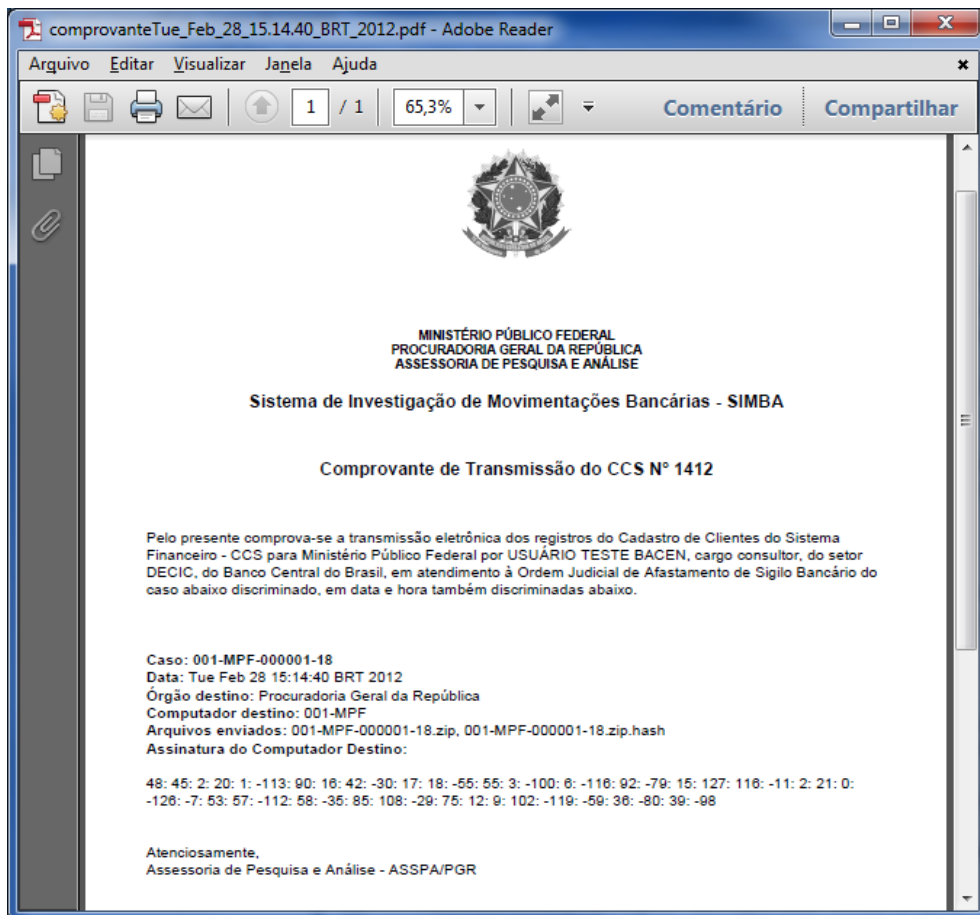 comprovanteTue_Feb_28_15.14.40_BRT_2012.pdf - Adobe Reader
Arquivo Editar Visualizar Janela Ajuda
1 / 1 65,3% Comentário Compartilhar
MINISTÉRIO PÚBLICO FEDERAL
PROCURADORIA GERAL DA REPÚBLICA
ASSESSORIA DE PESQUISA E ANÁLISE
Sistema de Investigação de Movimentações Bancárias - SIMBA
Comprovante de Transmissão do CCS N° 1412
Pelo presente comprova-se a transmissão eletrônica dos registros do Cadastro de Clientes do Sistema
Financeiro - CCS para Ministério Público Federal por USUÁRIO TESTE BACEN, cargo consultor, do setor
DECIC, do Banco Central do Brasil, em atendimento à Ordem Judicial de Afastamento de Sigilo Bancário do
caso abaixo discriminado, em data e hora também discriminadas abaixo.
Caso: 001-MPF-000001-18
Data: Tue Feb 28 15:14:40 BRT 2012
Órgão destino: Procuradoria Geral da República
Computador destino: 001-MPF
Arquivos enviados: 001-MPF-000001-18.zip, 001-MPF-000001-18.zip.hash
Assinatura do Computador Destino:
48: 45: 2: 20: 1: -113: 90: 16: 42: -30: 17: 18: -55: 55: 3: -100: 6: -116: 92: -79: 15: 127: 116: -11: 2: 21: 0:
-126: -7: 53: 57: -112: 58: -35: 85: 108: -29: 75: 12: 9: 102: -119: -59: 36: -80: 39: -98
Atenciosamente,
Assessoria de Pesquisa e Análise - ASSPA/PGR